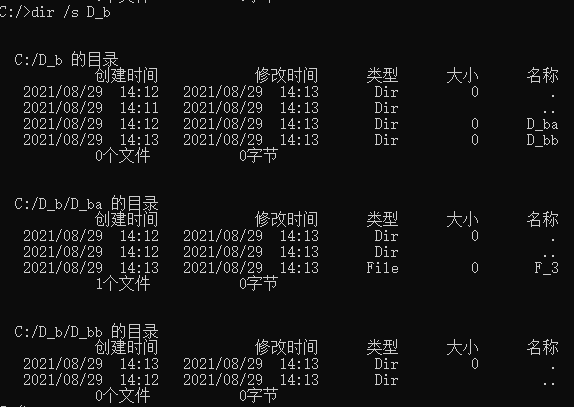 C:/>dir /s D_b
C:/D_b 的目录
创建时间 修改时间 类型 大小 名称
2021/08/29 14:12 2021/08/29 14:13 Dir 0 .
2021/08/29 14:11 2021/08/29 14:13 Dir ..
2021/08/29 14:12 2021/08/29 14:13 Dir 0 D_ba
2021/08/29 14:13 2021/08/29 14:13 Dir 0 D_bb
0个文件 0字节
C:/D_b/D_ba 的目录
创建时间 修改时间 类型 大小 名称
2021/08/29 14:12 2021/08/29 14:13 Dir 0 .
2021/08/29 14:12 2021/08/29 14:13 Dir ..
2021/08/29 14:13 2021/08/29 14:13 File 0 F_3
1个文件 0字节
C:/D_b/D_bb 的目录
创建时间 修改时间 类型 大小 名称
2021/08/29 14:13 2021/08/29 14:13 Dir 0 .
2021/08/29 14:12 2021/08/29 14:13 Dir ..
0个文件 0字节